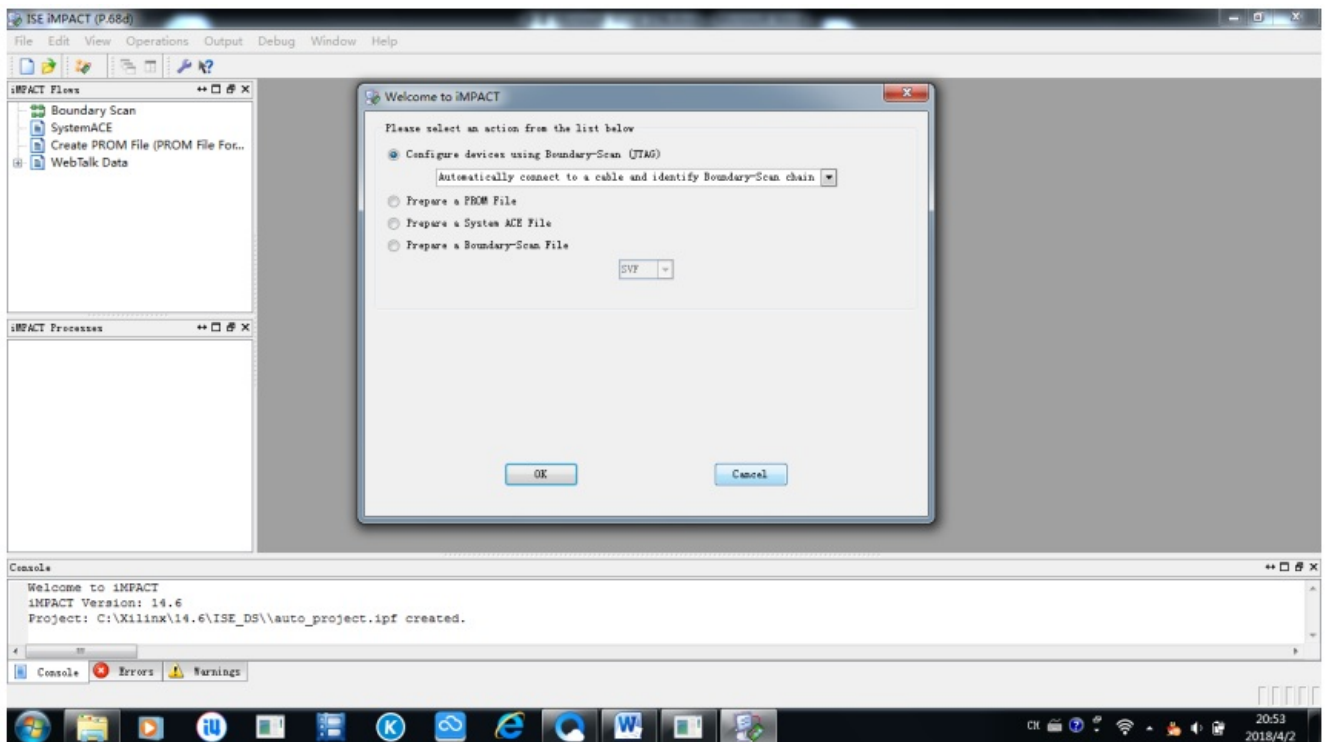 ISE iMPACT (P.68d)
File Edit View Operations Output Debug Window Help
iMPACT Flows
Boundary Scan
SystemACE
Create PROM File (PROM File For...
WebTalk Data
iMPACT Processes
Welcome to iMPACT
Please select an action from the list below
Configure devices using Boundary-Scan (JTAG)
Automatically connect to a cable and identify Boundary-Scan chain
Prepare a PROM File
Prepare a System ACE File
Prepare a Boundary-Scan File
SVF
OK Cancel
Console
Welcome to iMPACT
iMPACT Version: 14.6
Project: C:\Xilinx\14.6\ISE_DS\\auto_project.ipf created.
Console Errors Warnings
iU K W
CH 20:53
2018/4/2